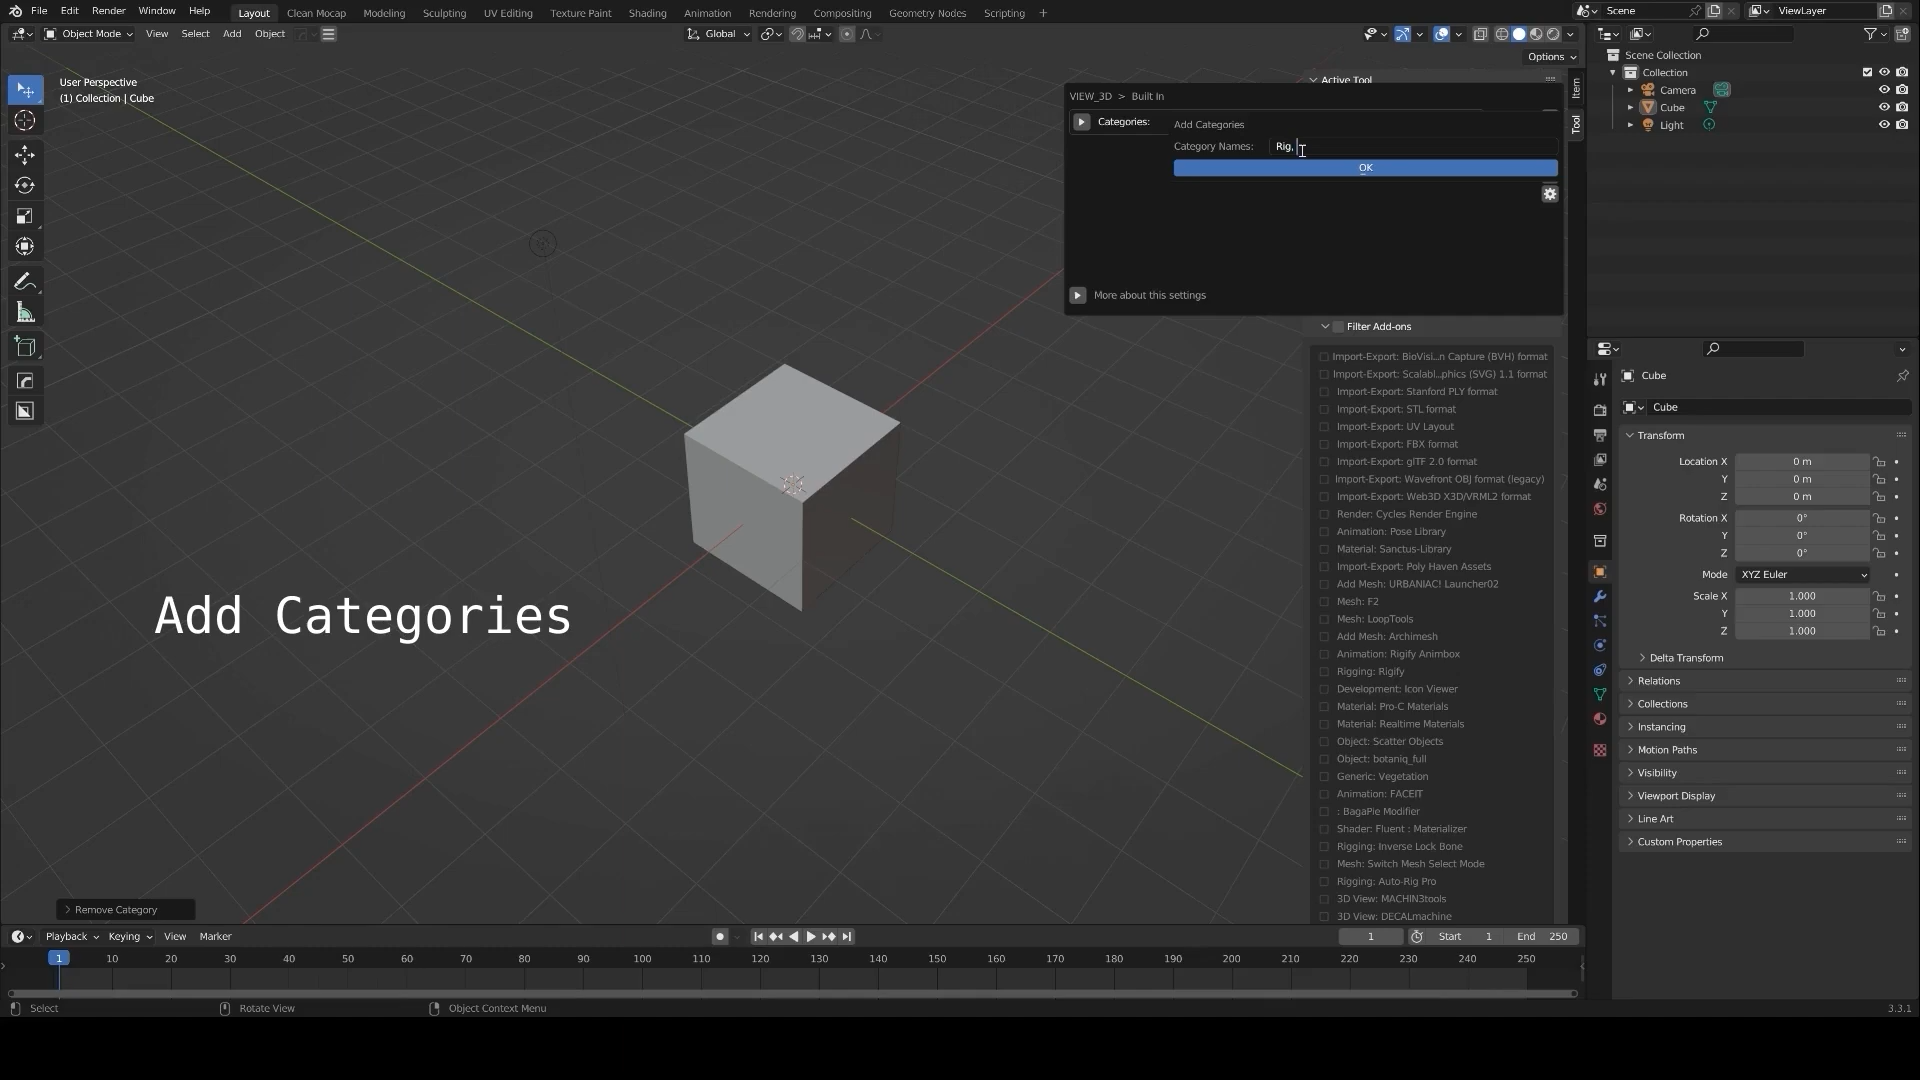 File Edit Render Window Help Layout Clean Mocap Modeling Sculpting UV Editing Texture Paint Shading Animation Rendering Compositing Geometry Nodes Scripting + Scene ViewLayer
Object Mode View Select Add Object Global
Options
User Perspective
(1) Collection | Cube
Active Tool
VIEW_3D > Built In
Categories:
Add Categories
Category Names: Rig,
OK
More about this settings
Item
Tool
Filter Add-ons
Import-Export: BioVisi...n Capture (BVH) format
Import-Export: Scalabl...phics (SVG) 1.1 format
Import-Export: Stanford PLY format
Import-Export: STL format
Import-Export: UV Layout
Import-Export: FBX format
Import-Export: glTF 2.0 format
Import-Export: Wavefront OBJ format (legacy)
Import-Export: Web3D X3D/VRML2 format
Render: Cycles Render Engine
Animation: Pose Library
Material: Sanctus-Library
Import-Export: Poly Haven Assets
Add Mesh: URBANIAC! Launcher02
Mesh: F2
Mesh: LoopTools
Add Mesh: Archimesh
Animation: Rigify Animbox
Rigging: Rigify
Development: Icon Viewer
Material: Pro-C Materials
Material: Realtime Materials
Object: Scatter Objects
Object: botaniq_full
Generic: Vegetation
Animation: FACEIT
: BagaPie Modifier
Shader: Fluent : Materializer
Rigging: Inverse Lock Bone
Mesh: Switch Mesh Select Mode
Rigging: Auto-Rig Pro
3D View: MACHIN3tools
3D View: DECALmachine
Add Categories
Remove Category
Scene Collection
Collection
Camera
Cube
Light
Cube
Cube
Transform
Location X 0 m
Y 0 m
Z 0 m
Rotation X 0°
Y 0°
Z 0°
Mode XYZ Euler
Scale X 1.000
Y 1.000
Z 1.000
Delta Transform
Relations
Collections
Instancing
Motion Paths
Visibility
Viewport Display
Line Art
Custom Properties
Playback Keying View Marker 1 Start 1 End 250
1 10 20 30 40 50 60 70 80 90 100 110 120 130 140 150 160 170 180 190 200 210 220 230 240 250
Select Rotate View Object Context Menu 3.3.1